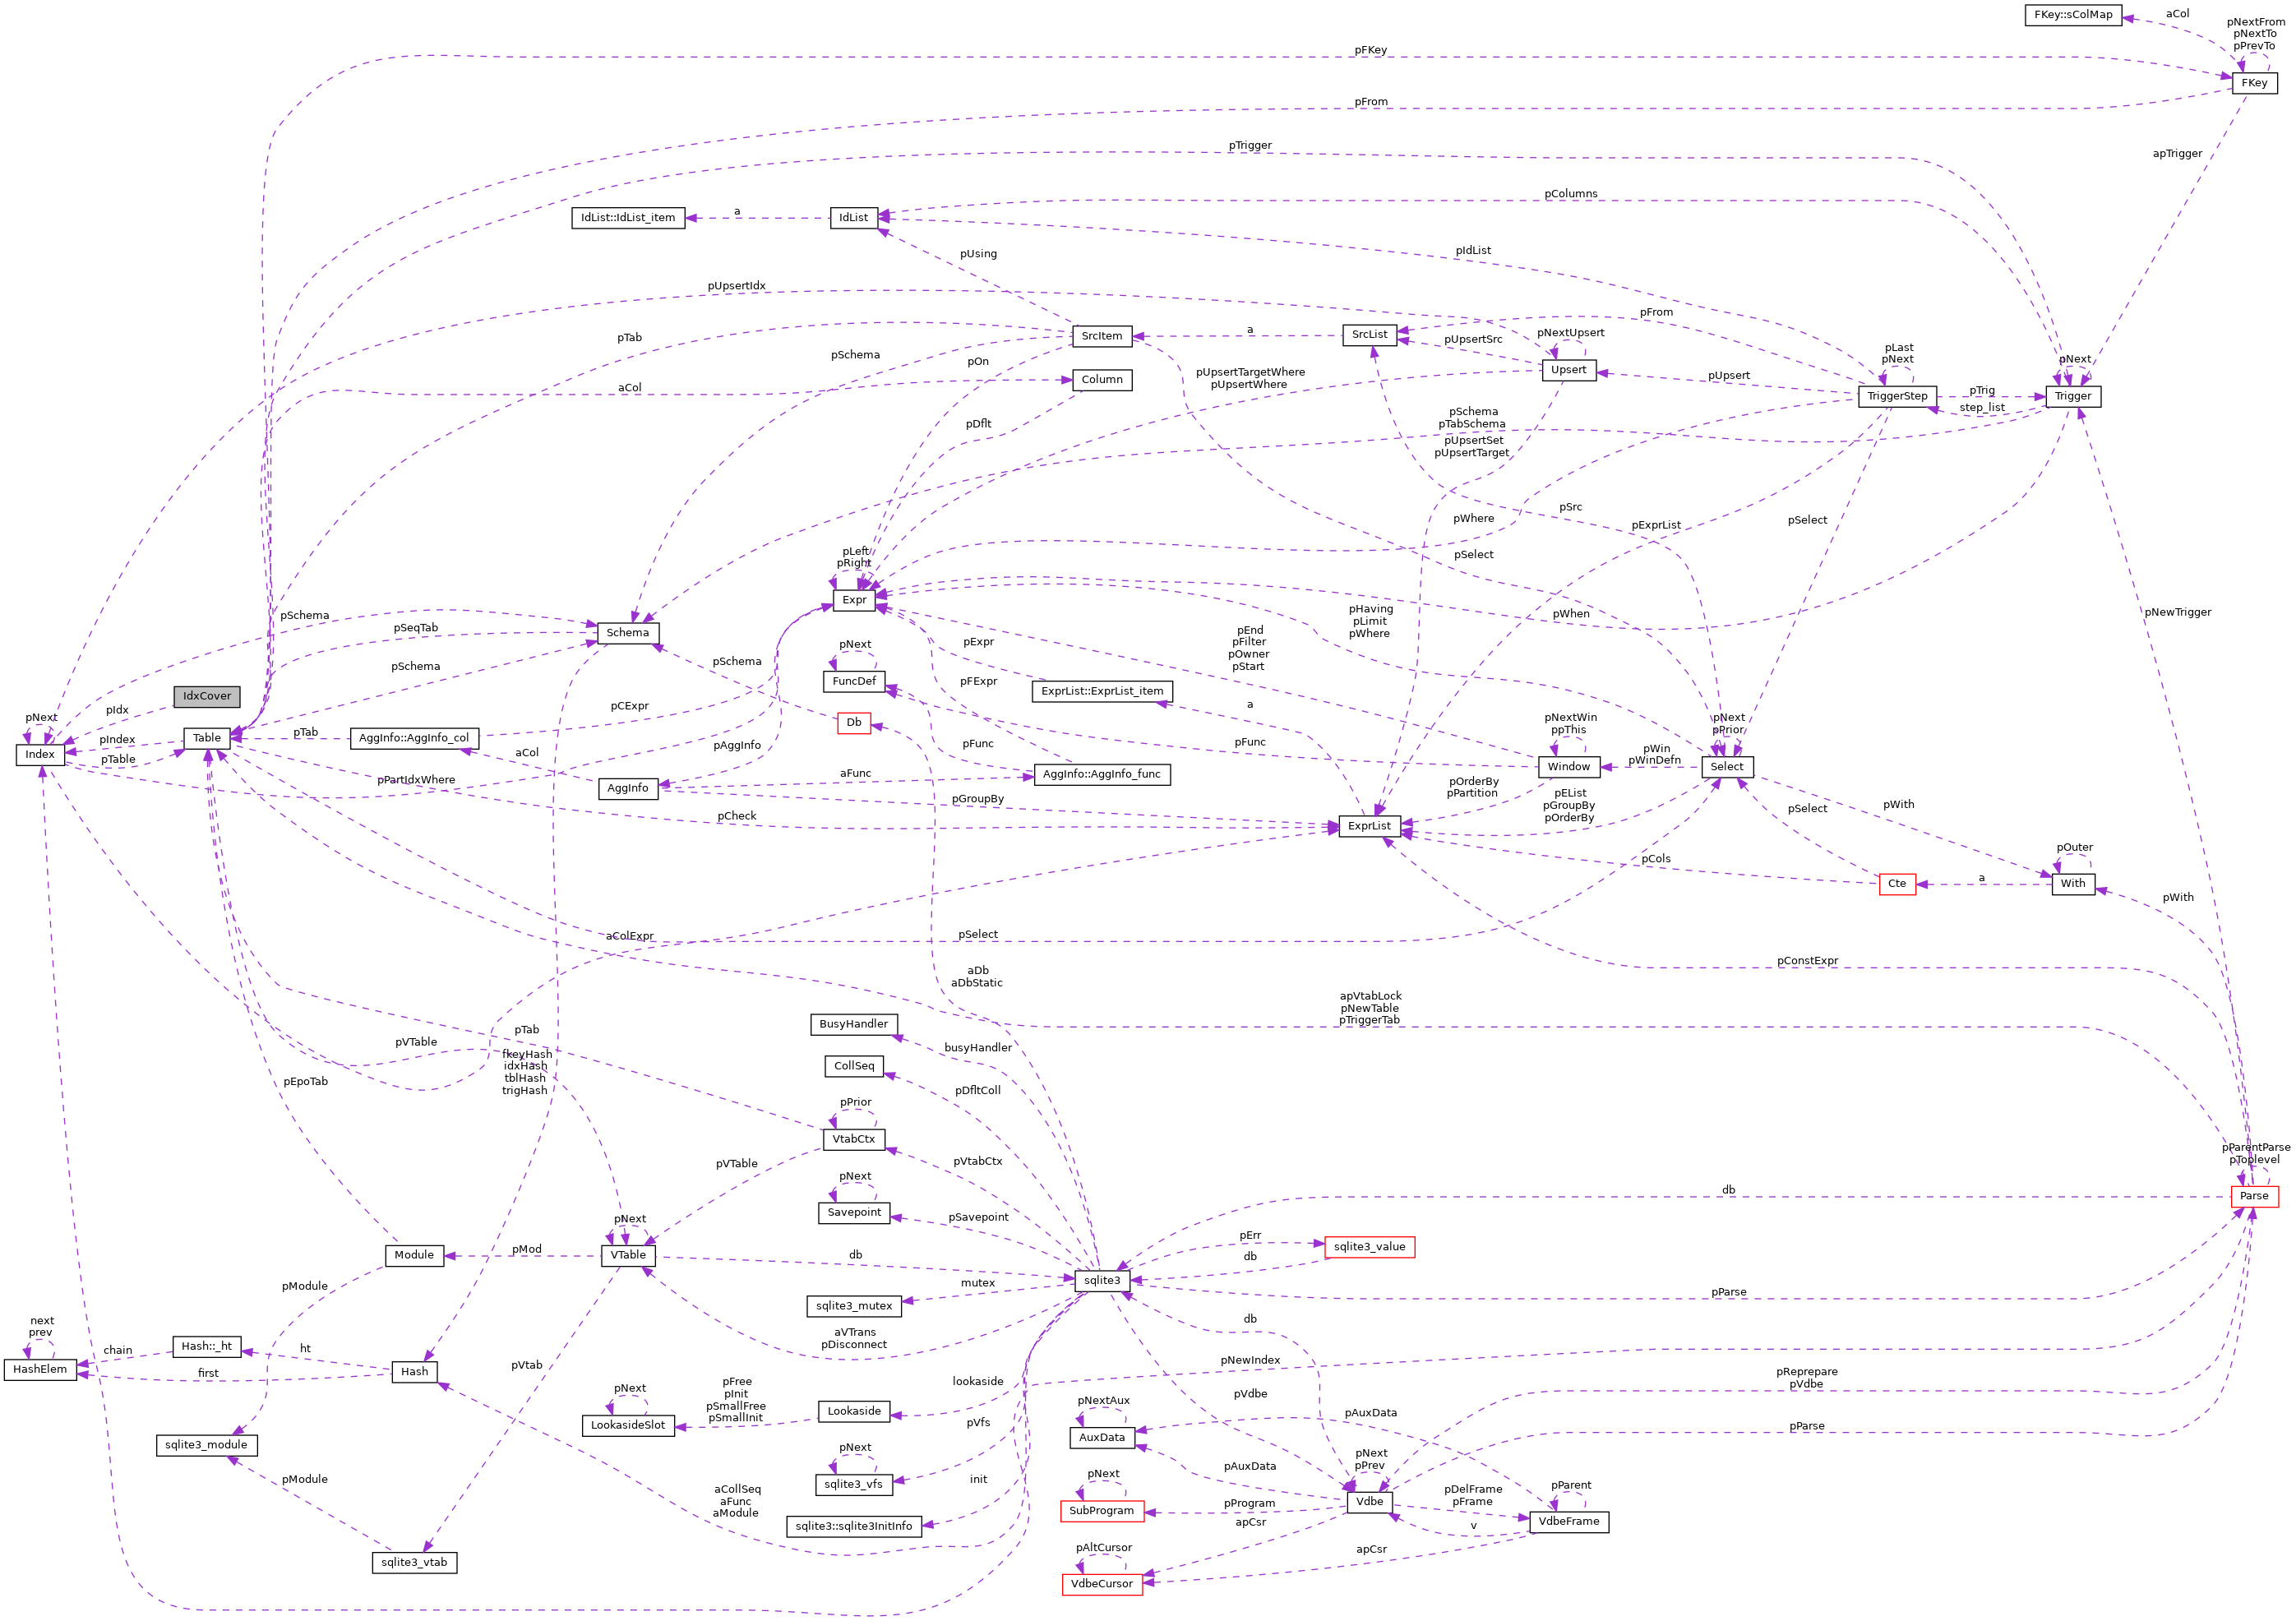 FKey::sColMap
aCol
pNextFrom
pNextTo
pPrevTo
pFKey
FKey
pFrom
pTrigger
apTrigger
pColumns
IdList::IdList_item
a
IdList
pUsing
pIdList
pUpsertIdx
pFrom
SrcItem
a
SrcList
pNextUpsert
pUpsertSrc
pTab
pSchema
pOn
Upsert
pLast
pNext
pNext
pUpsertTargetWhere
pUpsertWhere
pUpsert
aCol
Column
TriggerStep
pTrig
Trigger
step_list
pDflt
pSchema
pTabSchema
pUpsertSet
pUpsertTarget
pSrc
pWhere
pExprList
pSelect
pSelect
pLeft
pRight
Expr
pSchema
pSeqTab
Schema
pHaving
pLimit
pWhere
pWhen
pNewTrigger
pEnd
pFilter
pOwner
pStart
pExpr
pNext
pSchema
pSchema
FuncDef
pFExpr
ExprList::ExprList_item
IdxCover
pIdx
pCExpr
Db
a
pNext
pNextWin
ppThis
pNext
pPrior
Table
pTab
AggInfo::AggInfo_col
pIndex
Index
pTable
pAggInfo
aCol
pFunc
pFunc
pWin
pWinDefn
Window
Select
pPartIdxWhere
AggInfo
aFunc
AggInfo::AggInfo_func
pOrderBy
pPartition
pGroupBy
pEList
pGroupBy
pOrderBy
pSelect
pWith
pCheck
ExprList
pOuter
pCols
Cte
a
With
pWith
aColExpr
pSelect
pConstExpr
aDb
aDbStatic
apVtabLock
pNewTable
pTriggerTab
BusyHandler
pTab
pVTable
busyHandler
fkeyHash
idxHash
tblHash
trigHash
CollSeq
pEpoTab
pDfltColl
pPrior
VtabCtx
pParentParse
pToplevel
pVTable
pVtabCtx
pNext
Savepoint
pSavepoint
db
Parse
pNext
pErr
Module
pMod
VTable
db
db
sqlite3_value
sqlite3
pModule
mutex
sqlite3_mutex
pParse
next
prev
db
aVTrans
pDisconnect
Hash::_ht
chain
ht
HashElem
first
Hash
pVtab
pNewIndex
pReprepare
pVdbe
lookaside
pFree
pInit
pSmallFree
pSmallInit
pNext
Lookaside
LookasideSlot
pVdbe
pNextAux
pAuxData
pVfs
AuxData
pParse
sqlite3_module
pNext
pNext
pPrev
pAuxData
pModule
init
sqlite3_vfs
pNext
pParent
aCollSeq
aFunc
aModule
pDelFrame
pFrame
SubProgram
pProgram
Vdbe
sqlite3::sqlite3InitInfo
apCsr
v
VdbeFrame
pAltCursor
apCsr
sqlite3_vtab
VdbeCursor